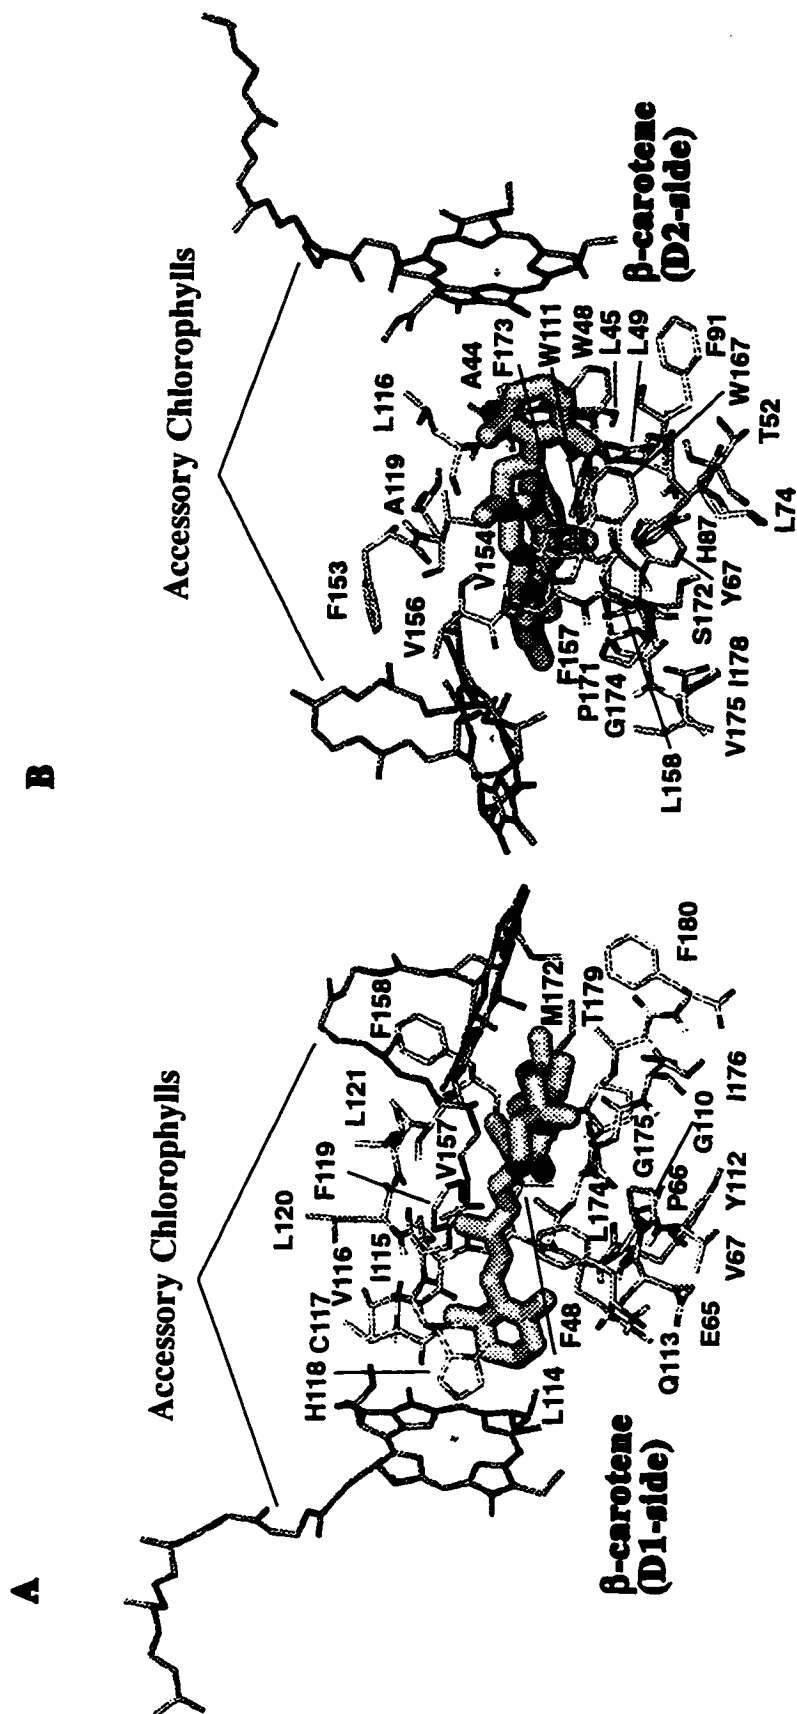 A
Accessory Chlorophylls
L120
V116
I115
H118 C117
F119
L121
F158
V157
M172
T179
F180
L114
F48
L174
G175
P66
G110
I176
Q113
E65
V67
Y112
β-carotene
(D1-side)
B
Accessory Chlorophylls
F153
A119
L116
V156
V154
A44
F173
W111
W48
L45
L49
F91
W167
T52
L74
H87
Y67
S172
F157
P171
G174
I178
V175
L158
β-carotene
(D2-side)